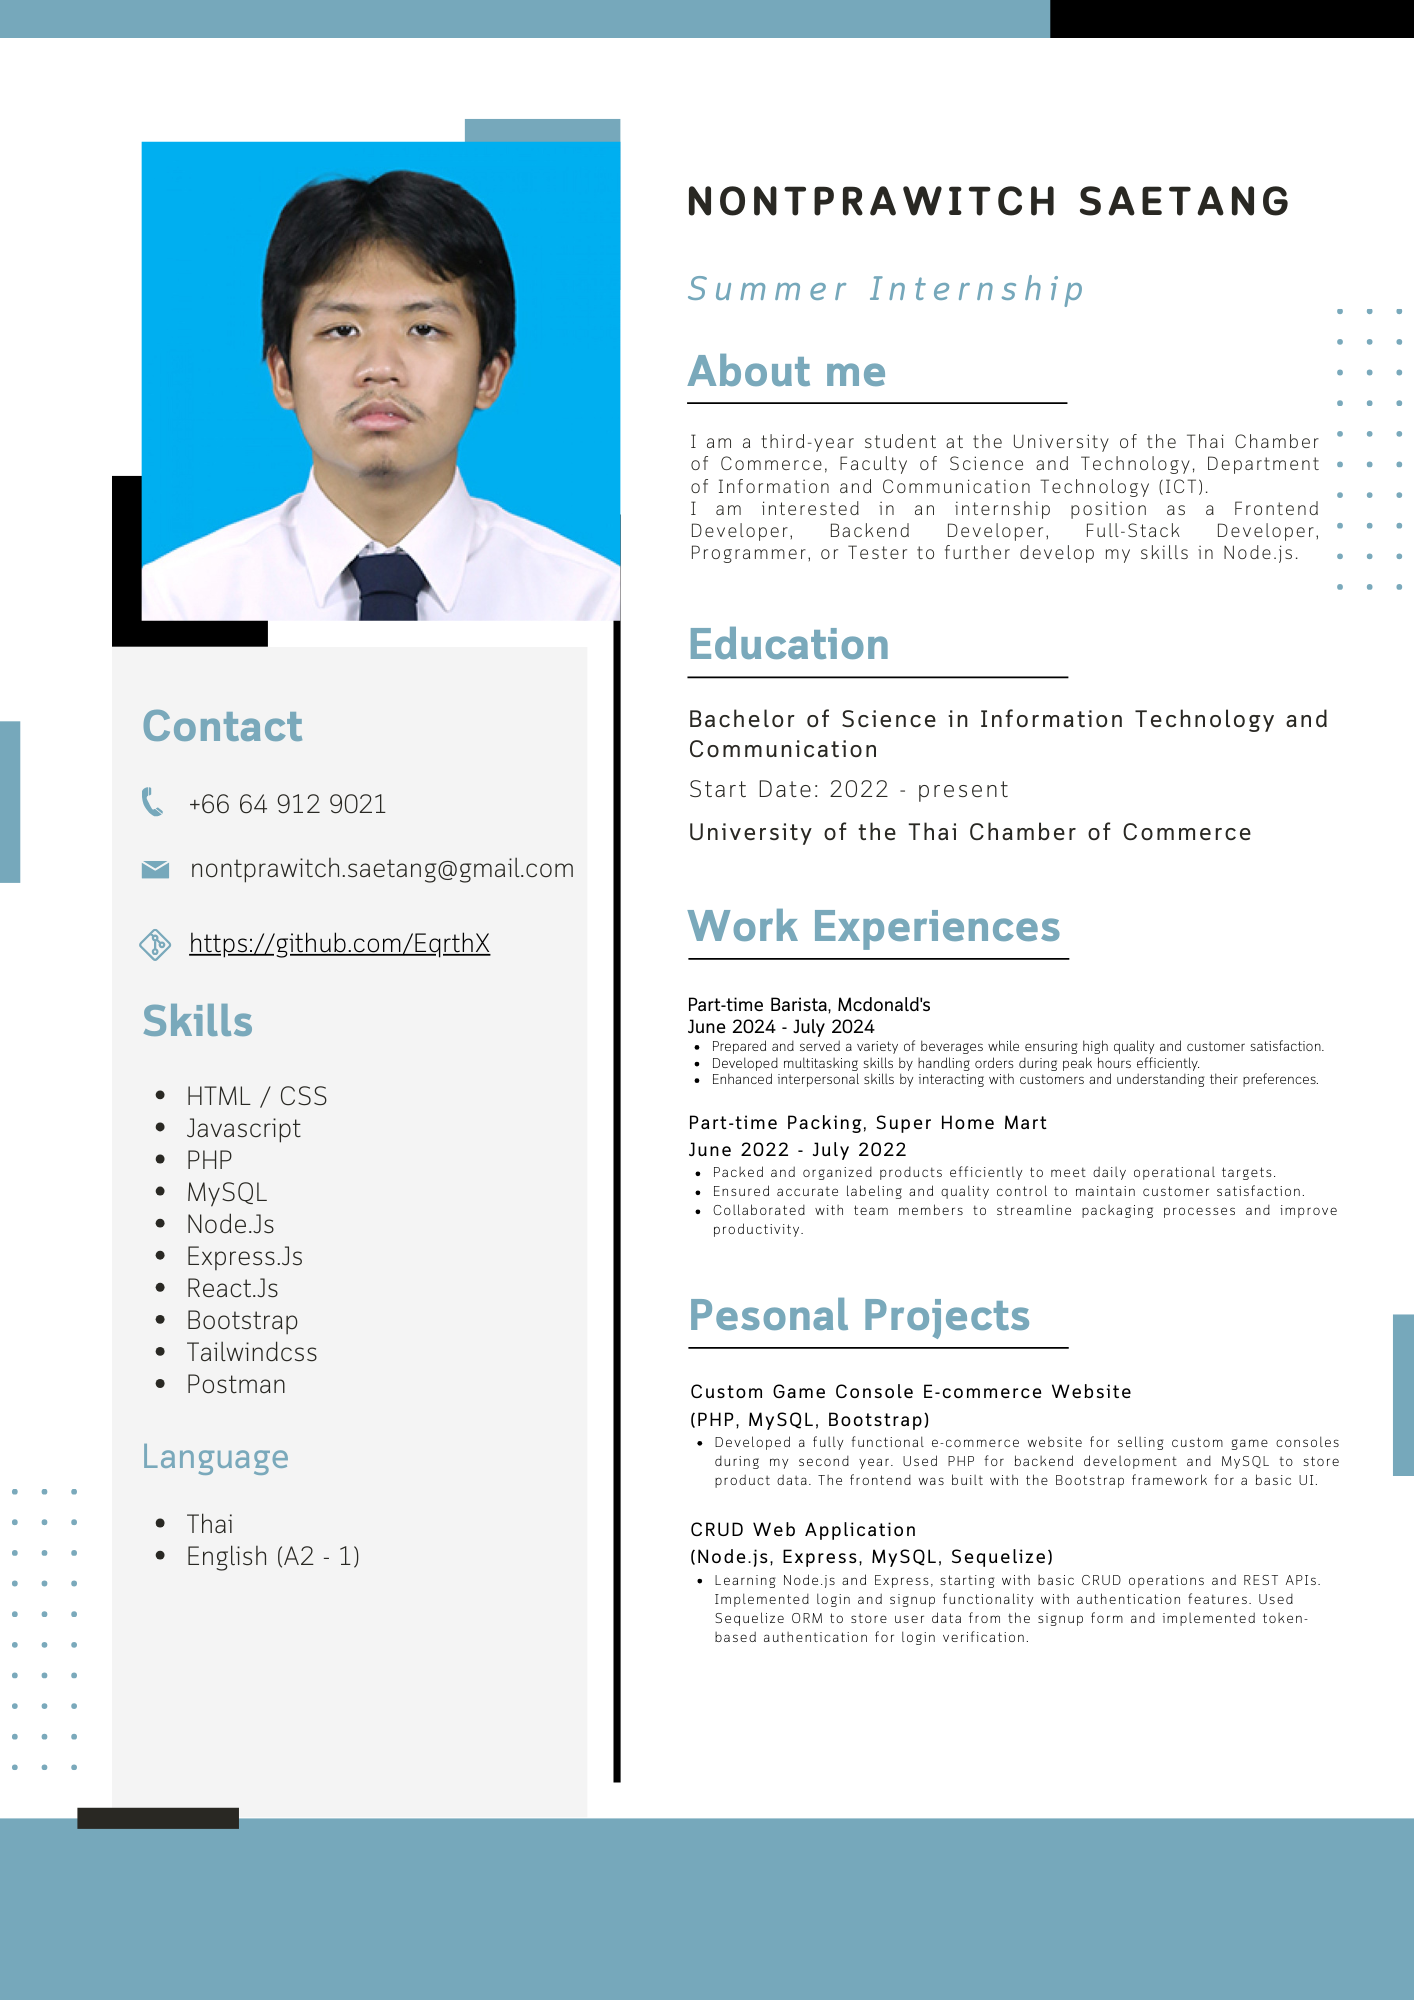 NONTPRAWITCH SAETANG
Summer Internship
About me
I am a third-year student at the University of the Thai Chamber
of Commerce, Faculty of Science and Technology, Department
of Information and Communication Technology (ICT).
I am interested in an internship position as a Frontend
Developer, Backend Developer, Full-Stack Developer,
Programmer, or Tester to further develop my skills in Node.js.
Education
Bachelor of Science in Information Technology and
Communication
Start Date: 2022 - present
University of the Thai Chamber of Commerce
Work Experiences
Part-time Barista, Mcdonald's
June 2024 - July 2024
• Prepared and served a variety of beverages while ensuring high quality and customer satisfaction.
• Developed multitasking skills by handling orders during peak hours efficiently.
• Enhanced interpersonal skills by interacting with customers and understanding their preferences.
Part-time Packing, Super Home Mart
June 2022 - July 2022
• Packed and organized products efficiently to meet daily operational targets.
• Ensured accurate labeling and quality control to maintain customer satisfaction.
• Collaborated with team members to streamline packaging processes and improve
productivity.
Pesonal Projects
Custom Game Console E-commerce Website
(PHP, MySQL, Bootstrap)
• Developed a fully functional e-commerce website for selling custom game consoles
during my second year. Used PHP for backend development and MySQL to store
product data. The frontend was built with the Bootstrap framework for a basic UI.
CRUD Web Application
(Node.js, Express, MySQL, Sequelize)
• Learning Node.js and Express, starting with basic CRUD operations and REST APIs.
Implemented login and signup functionality with authentication features. Used
Sequelize ORM to store user data from the signup form and implemented token-
based authentication for login verification.
Contact
+66 64 912 9021
nontprawitch.saetang@gmail.com
https://github.com/EqrthX
Skills
• HTML / CSS
• Javascript
• PHP
• MySQL
• Node.Js
• Express.Js
• React.Js
• Bootstrap
• Tailwindcss
• Postman
Language
• Thai
• English (A2 - 1)